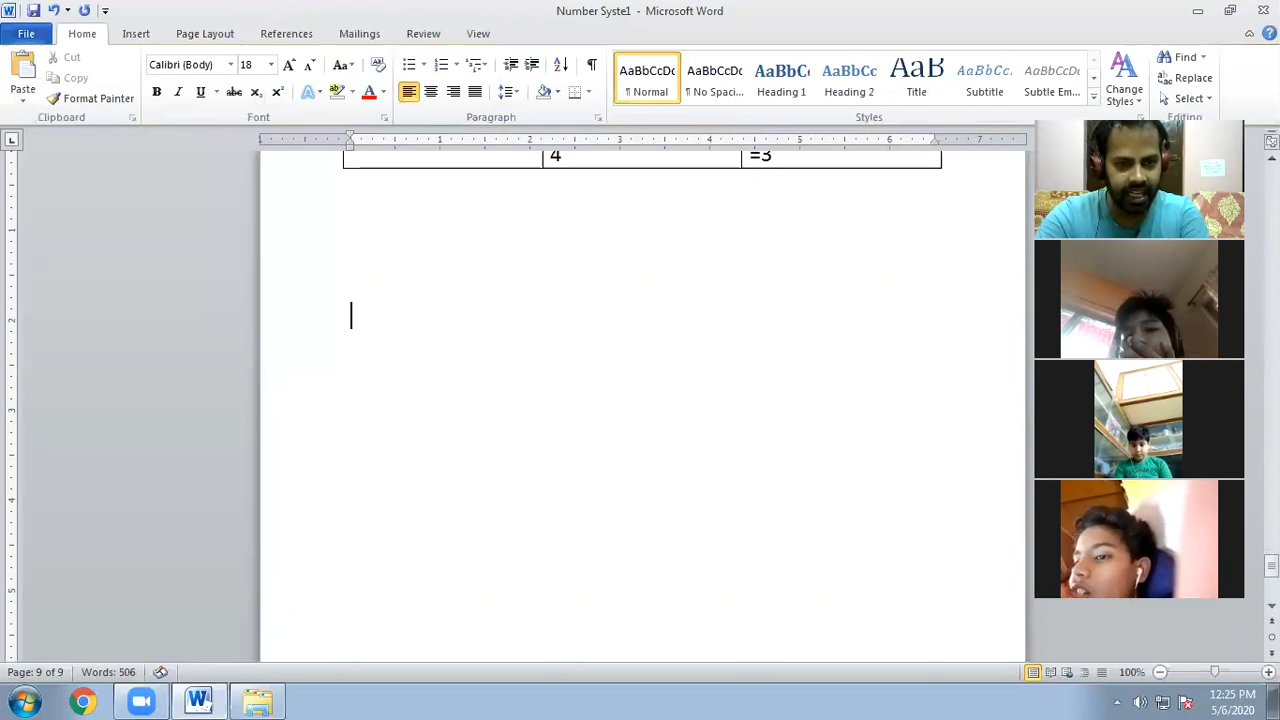 Number Syste1 - Microsoft Word
File Home Insert Page Layout References Mailings Review View
Paste
Cut
Copy
Format Painter
Clipboard
Calibri (Body) 18
Font
Paragraph
AaBbCcDc
¶ Normal
AaBbCcDc
¶ No Spaci...
AaBbC
Heading 1
AaBbCc
Heading 2
AaB
Title
AaBbCcL
Subtitle
AaBbCcDc
Subtle Em...
Styles
Change
Styles
Find
Replace
Select
Editing
4 =3
Page: 9 of 9 Words: 506 100%
12:25 PM
5/6/2020